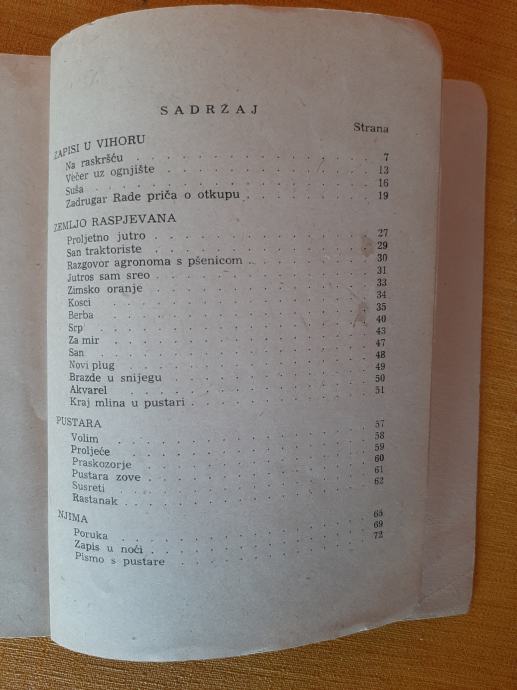 SADRŽAJ
Strana
ZAPISI U VIHORU
Na raskršću 7
Večer uz ognjište 13
Suša 16
Zadrugar Rade priča o otkupu 19
ZEMLJO RASPJEVANA
Proljetno jutro 27
San traktoriste 29
Razgovor agronoma s pšenicom 30
Jutros sam sreo 31
Zimsko oranje 33
Kosci 34
Berba 35
Srp 40
Za mir 43
San 47
Novi plug 48
Brazde u snijegu 49
Akvarel 50
Kraj mlina u pustari 51
PUSTARA
Volim 57
Proljeće 58
Praskozorje 59
Pustara zove 60
Susreti 61
Rastanak 62
NJIMA
Poruka 65
Zapis u noći 69
Pismo s pustare 72